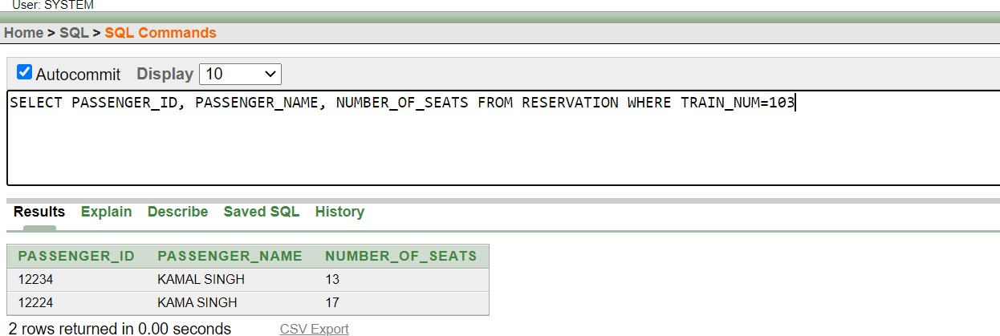 User: SYSTEM
Home > SQL > SQL Commands
Autocommit Display 10
SELECT PASSENGER_ID, PASSENGER_NAME, NUMBER_OF_SEATS FROM RESERVATION WHERE TRAIN_NUM=103
Results Explain Describe Saved SQL History
PASSENGER_ID PASSENGER_NAME NUMBER_OF_SEATS
12234 KAMAL SINGH 13
12224 KAMA SINGH 17
2 rows returned in 0.00 seconds CSV Export